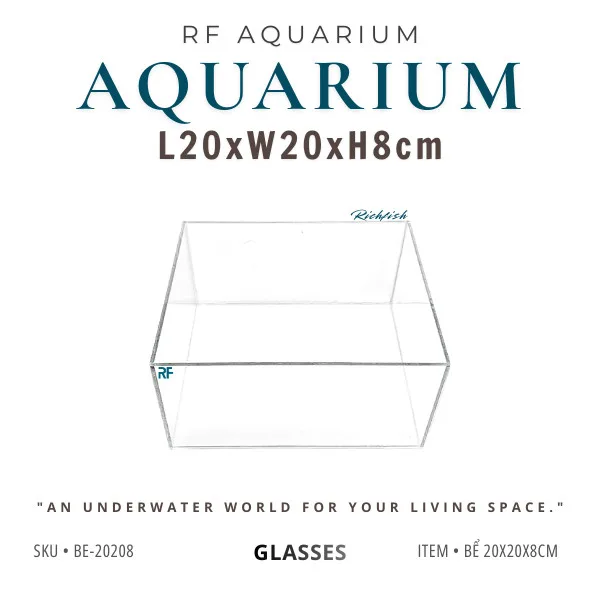 RF AQUARIUM
AQUARIUM
L20xW20xH8cm
Richfish
RF
"AN UNDERWATER WORLD FOR YOUR LIVING SPACE."
SKU • BE-20208
GLASSES
ITEM • BỂ 20X20X8CM